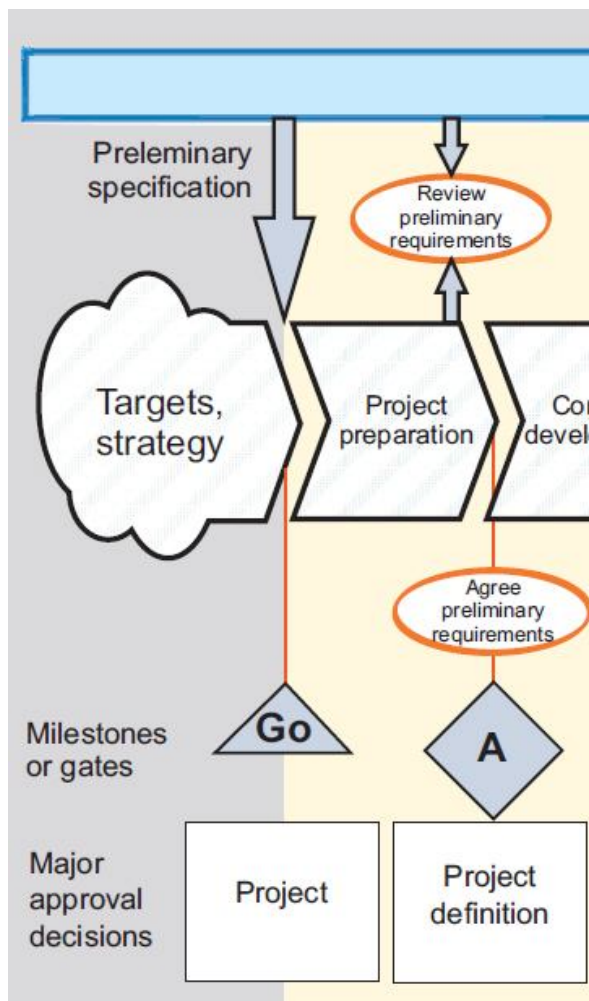 Preleminary
specification
Review
preliminary
requirements
Targets,
strategy
Project
preparation
Agree
preliminary
requirements
Milestones
or gates
Go
A
Major
approval
decisions
Project
Project
definition